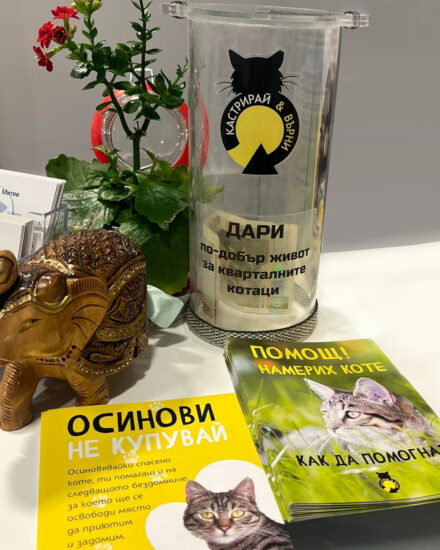 КАСТРИРАЙ & ВЪРНИ
ДАРИ
по-добър живот
за кварталните
котаци
Митев
ПОМОЩ!
НАМЕРИХ КОТЕ
КАК ДА ПОМОГНА?
ОСИНОВИ
НЕ КУПУВАЙ
Осиновявайки спасено
коте, ти помагаш и на
следващото бездомниче,
за което ще се
освободи място
да приютим
и задомим.